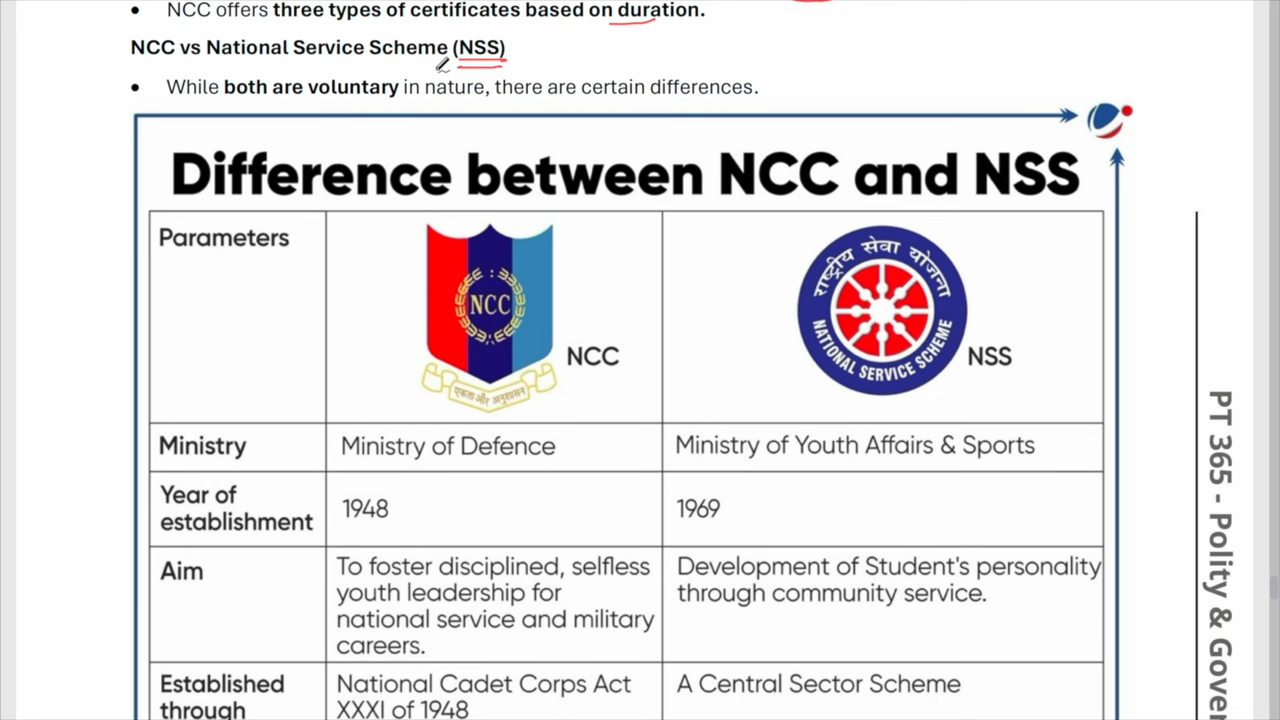 • NCC offers three types of certificates based on duration.
NCC vs National Service Scheme (NSS)
• While both are voluntary in nature, there are certain differences.
Difference between NCC and NSS
Parameters
NCC
एकता और अनुशासन
NCC
राष्ट्रीय सेवा योजना
NATIONAL SERVICE SCHEME
NSS
Ministry
Ministry of Defence
Ministry of Youth Affairs & Sports
Year of
establishment
1948
1969
Aim
To foster disciplined, selfless
youth leadership for
national service and military
careers.
Development of Student's personality
through community service.
Established
through
National Cadet Corps Act
XXXI of 1948
A Central Sector Scheme
PT 365 - Polity & Gover